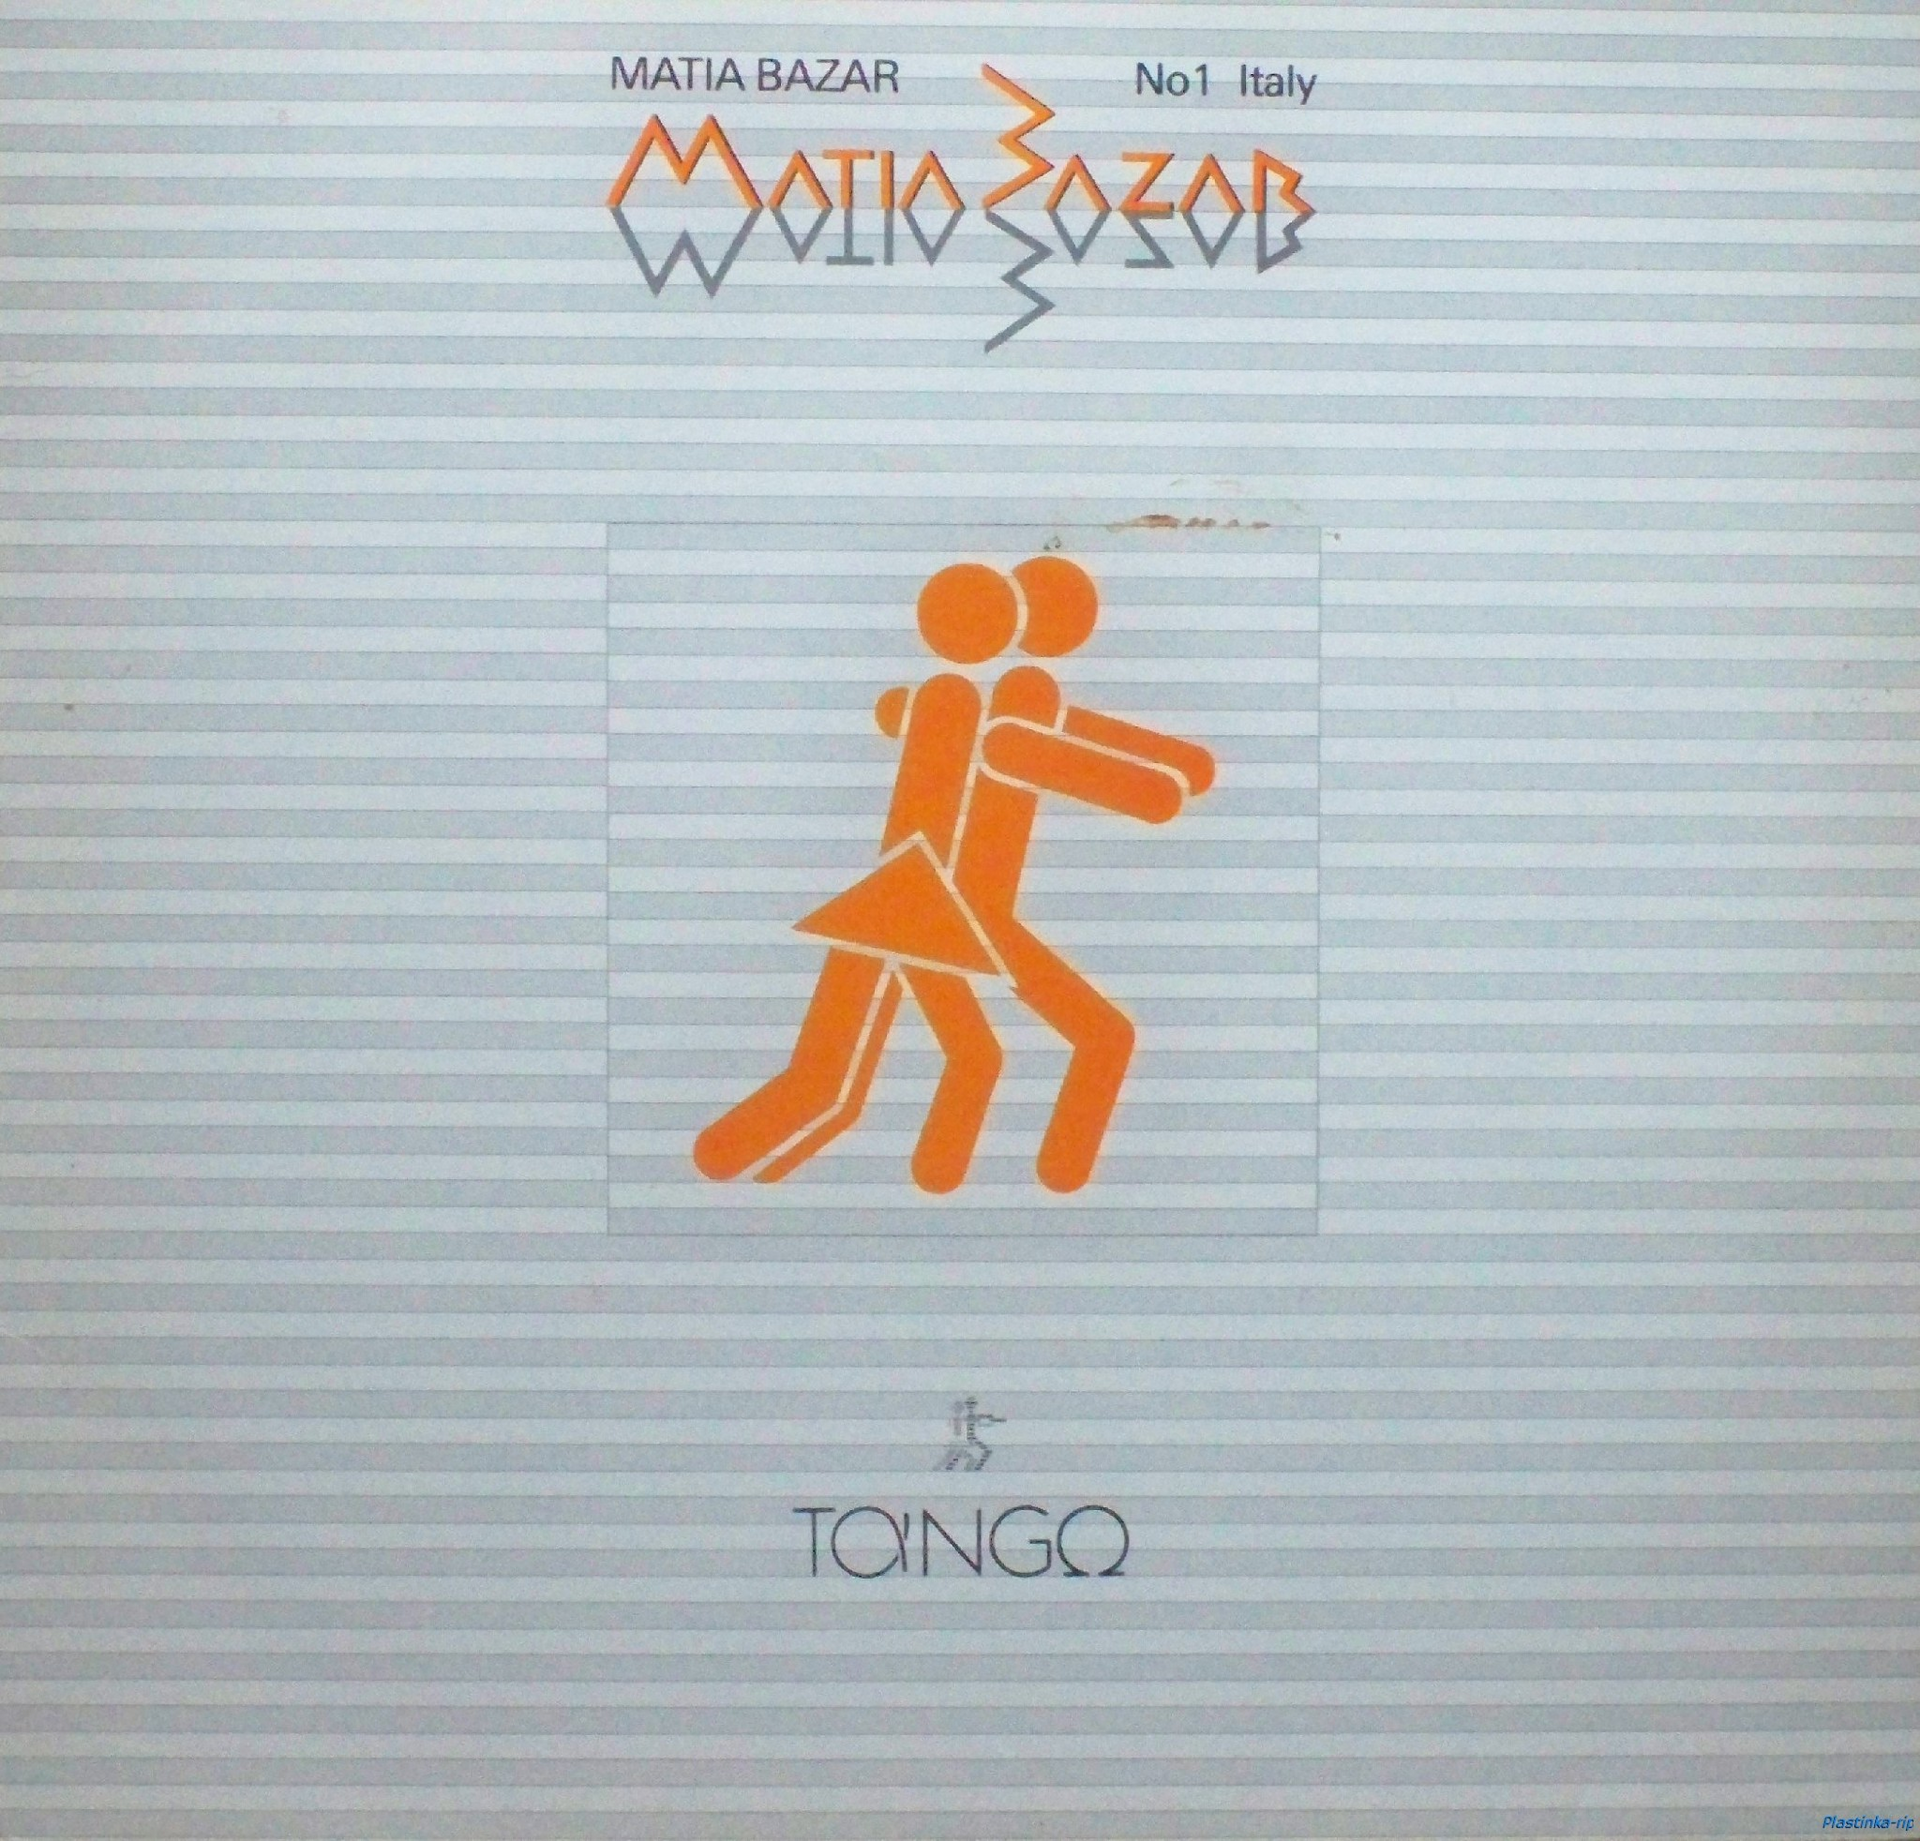 MATIA BAZAR No1 Italy
MATIA BAZAR
TANGO
Plastinka-rip